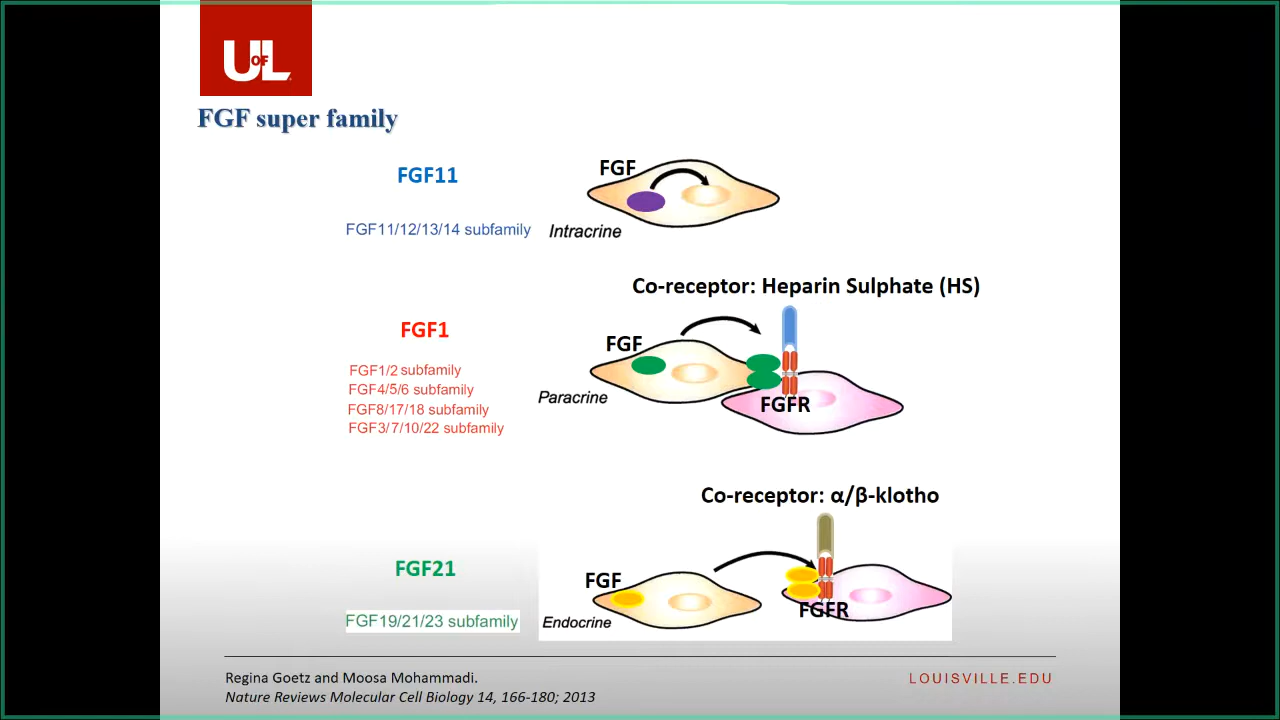 UofL
FGF super family
FGF11
FGF
FGF11/12/13/14 subfamily
Intracrine
Co-receptor: Heparin Sulphate (HS)
FGF1
FGF
FGF1/2 subfamily
FGF4/5/6 subfamily
FGF8/17/18 subfamily
FGF3/7/10/22 subfamily
Paracrine
FGFR
Co-receptor: α/β-klotho
FGF21
FGF
FGF19/21/23 subfamily
Endocrine
FGFR
Regina Goetz and Moosa Mohammadi.
Nature Reviews Molecular Cell Biology 14, 166-180; 2013
LOUISVILLE.EDU